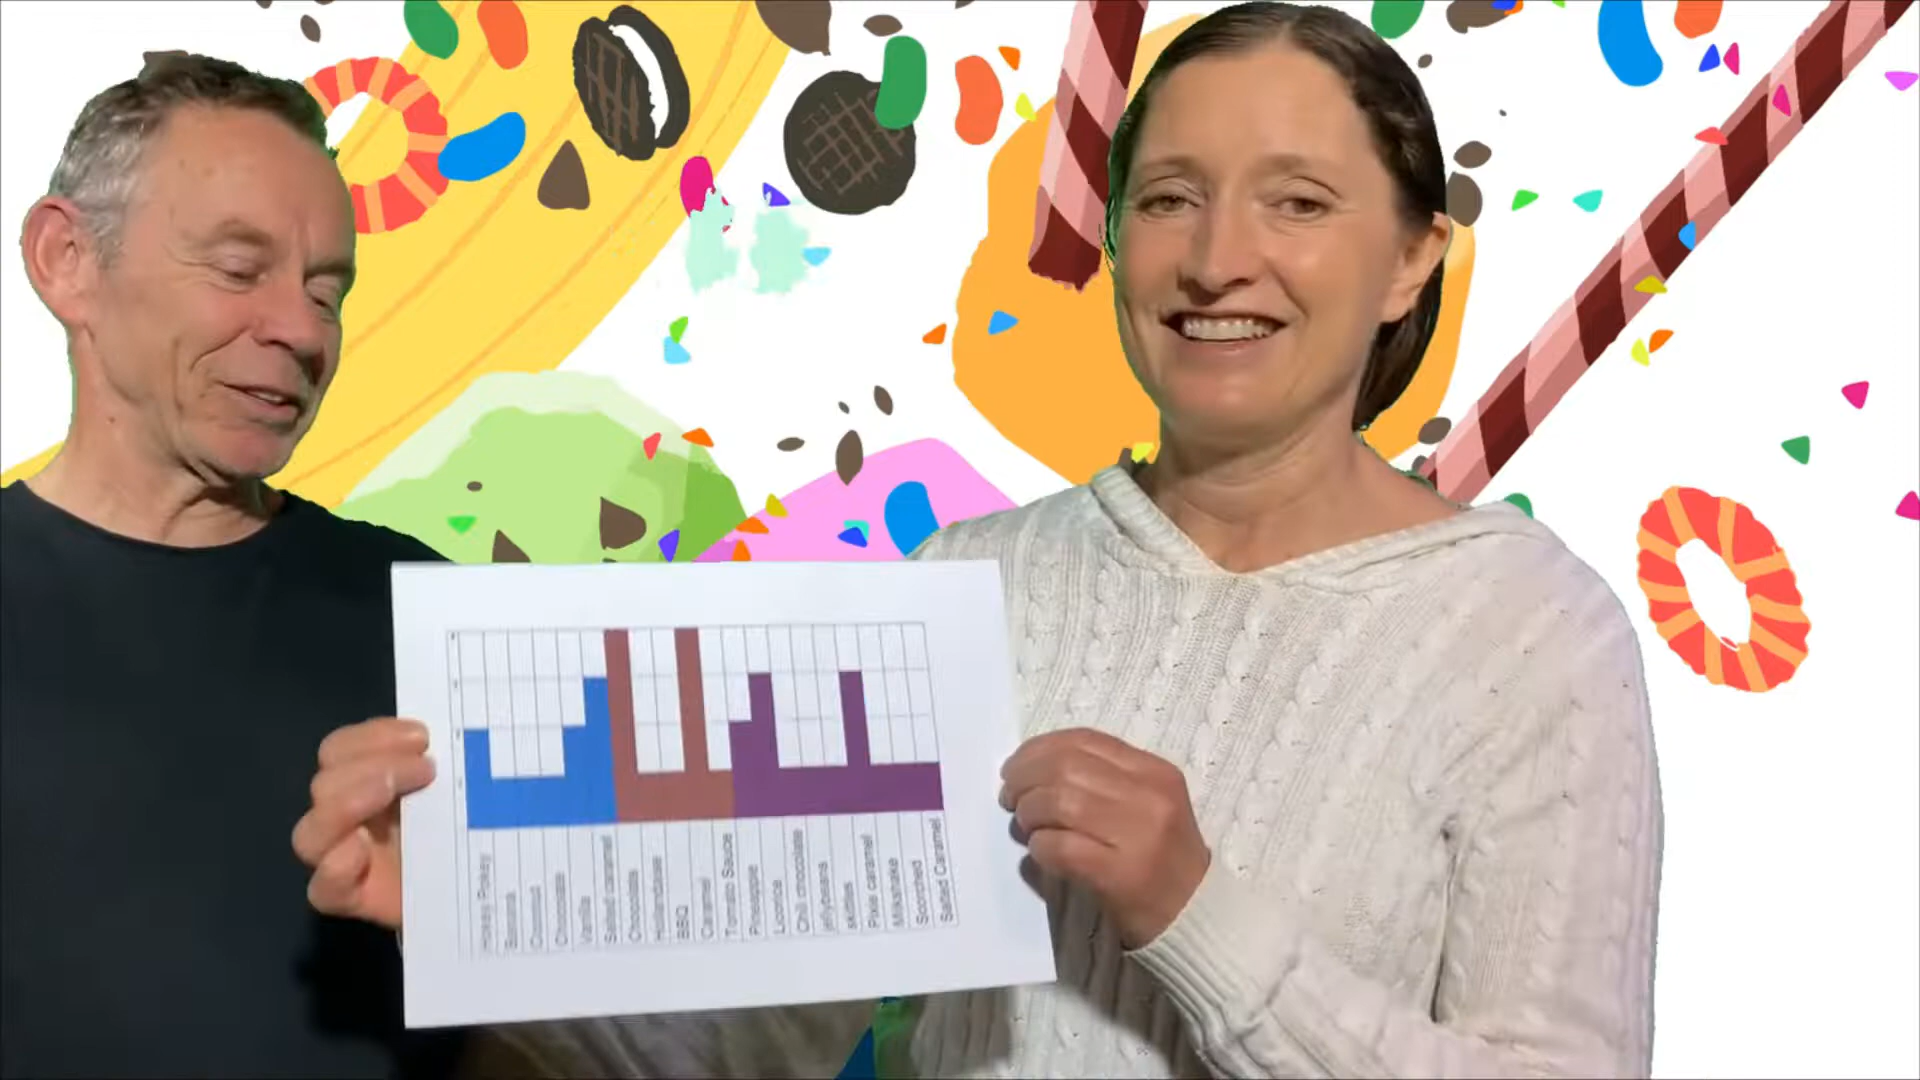 Hokey Pokey
Banana
Coconut
Chocolate
Vanilla
Salted caramel
Chocolate
Hollandaise
BBQ
Caramel
Tomato Sauce
Pineapple
Licorice
Chili chocolate
jellybeans
skittles
Pixie caramel
Milkshake
Scorched
Salted Caramel